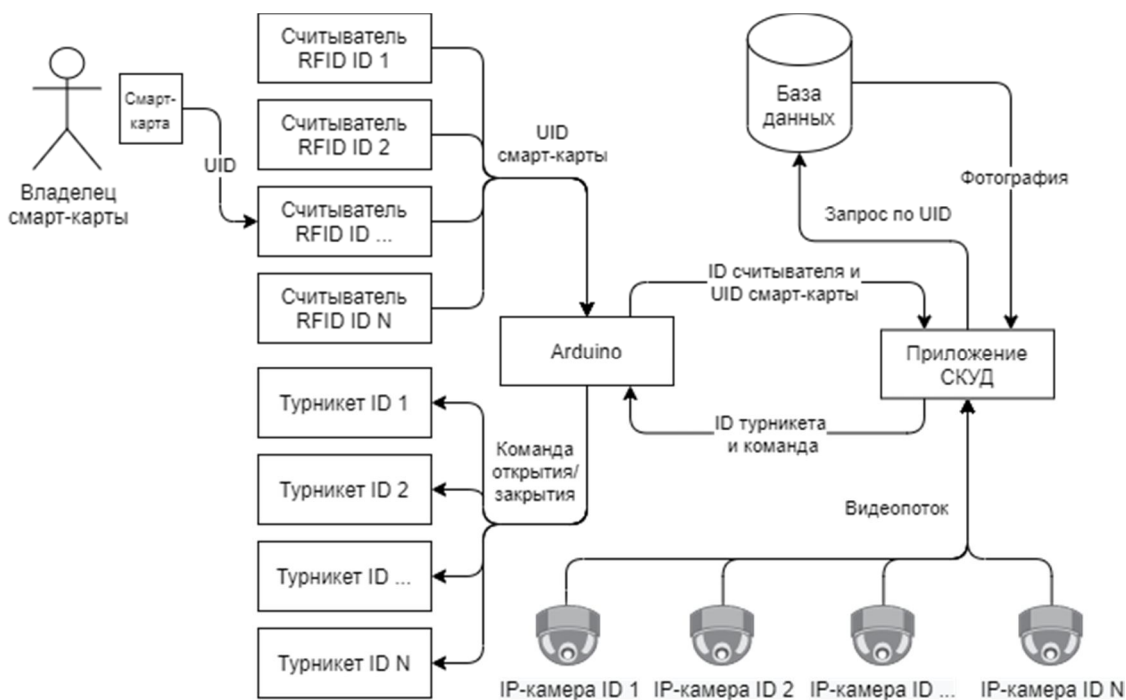 Смарт-
карта
UID
Владелец
смарт-карты
Считыватель
RFID ID 1
Считыватель
RFID ID 2
Считыватель
RFID ID ...
Считыватель
RFID ID N
UID
смарт-карты
База
данных
Фотография
Запрос по UID
ID считывателя и
UID смарт-карты
Arduino
Приложение
СКУД
ID турникета
и команда
Турникет ID 1
Турникет ID 2
Турникет ID ...
Турникет ID N
Команда
открытия/
закрытия
Видеопоток
IP-камера ID 1
IP-камера ID 2
IP-камера ID ...
IP-камера ID N